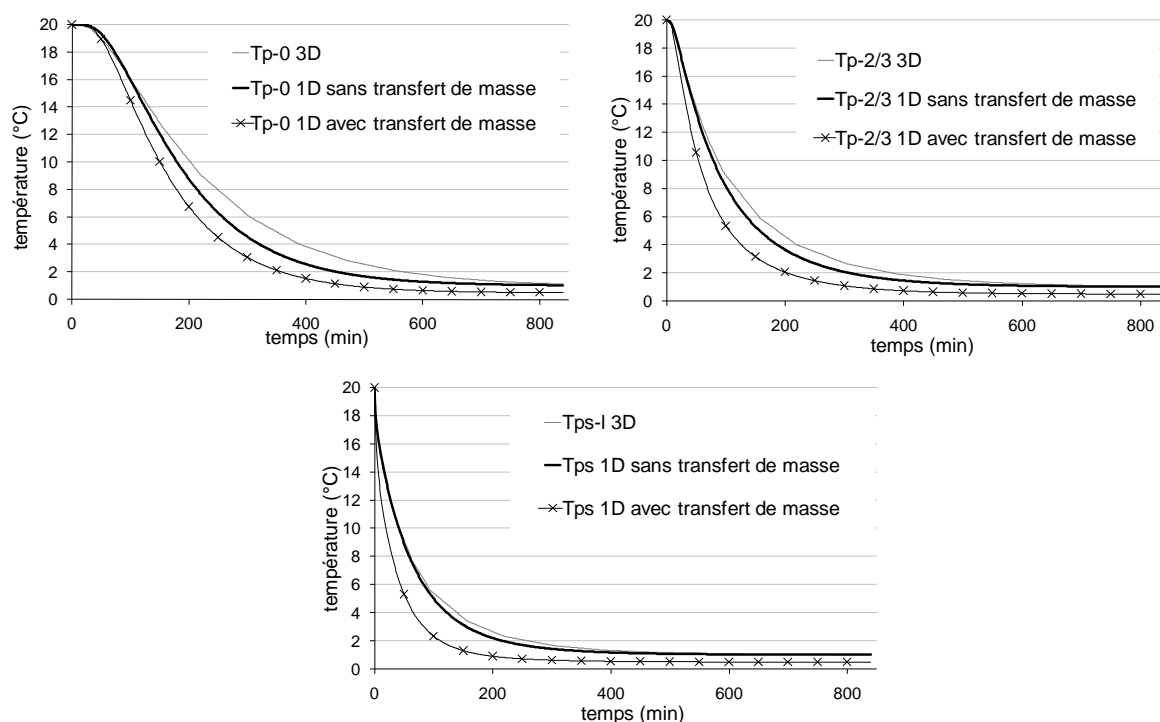 20
18
16
14
12
10
8
6
4
2
0
température (°C)
Tp-0 3D
Tp-0 1D sans transfert de masse
Tp-0 1D avec transfert de masse
0 200 400 600 800
temps (min)
20
18
16
14
12
10
8
6
4
2
0
température (°C)
Tp-2/3 3D
Tp-2/3 1D sans transfert de masse
Tp-2/3 1D avec transfert de masse
0 200 400 600 800
temps (min)
20
18
16
14
12
10
8
6
4
2
0
température (°C)
Tps-l 3D
Tps 1D sans transfert de masse
Tps 1D avec transfert de masse
0 200 400 600 800
temps (min)